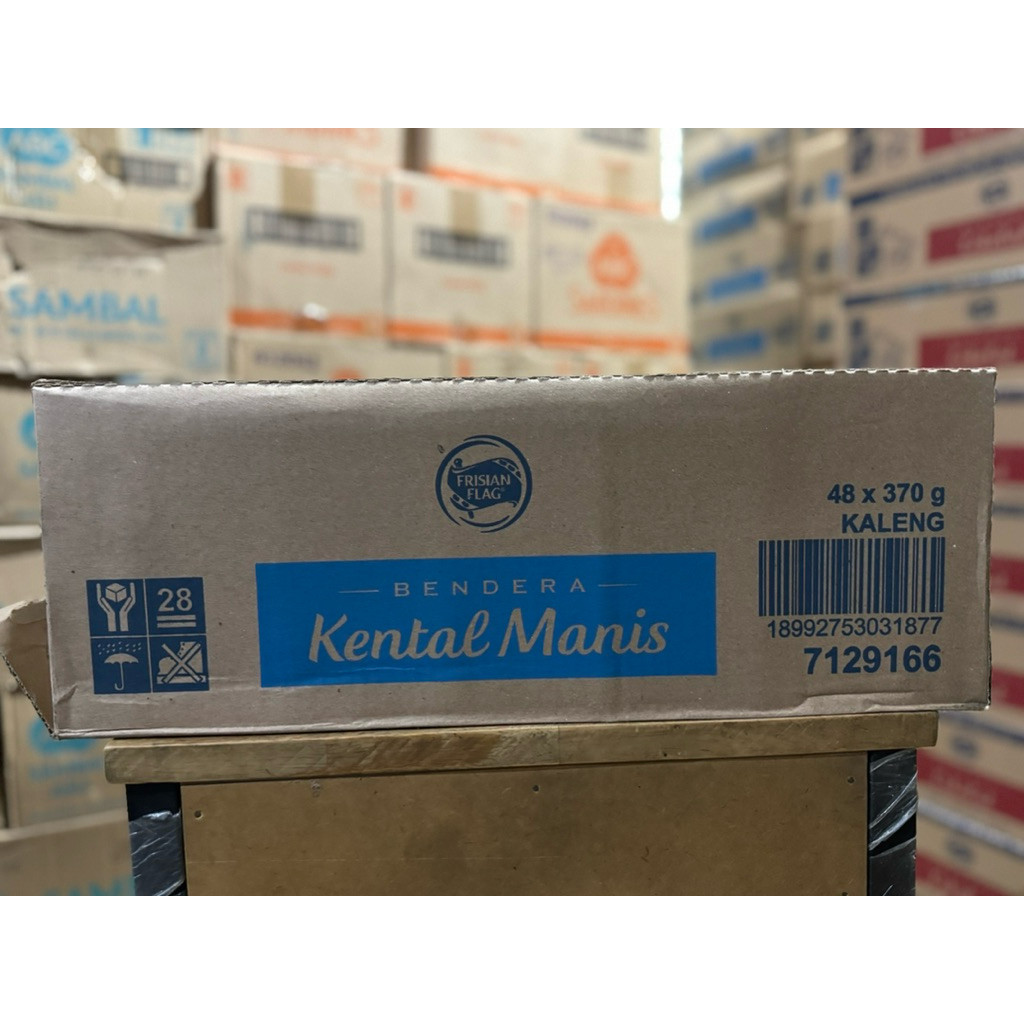 SAMBAL
FRISIAN
FLAG®
BENDERA
Kental Manis
48 x 370 g
KALENG
18992753031877
7129166
28